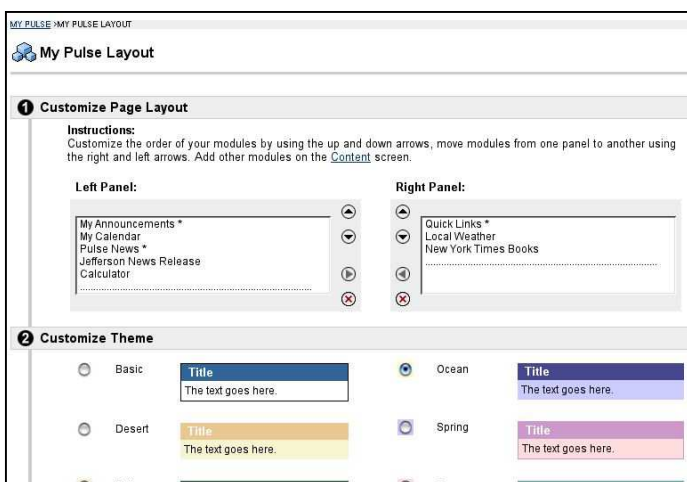 MY PULSE >MY PULSE LAYOUT
My Pulse Layout
1 Customize Page Layout
Instructions:
Customize the order of your modules by using the up and down arrows, move modules from one panel to another using
the right and left arrows. Add other modules on the Content screen.
Left Panel:
My Announcements *
My Calendar
Pulse News *
Jefferson News Release
Calculator
Right Panel:
Quick Links *
Local Weather
New York Times Books
2 Customize Theme
Basic
Title
The text goes here.
Ocean
Title
The text goes here.
Desert
Title
The text goes here.
Spring
Title
The text goes here.